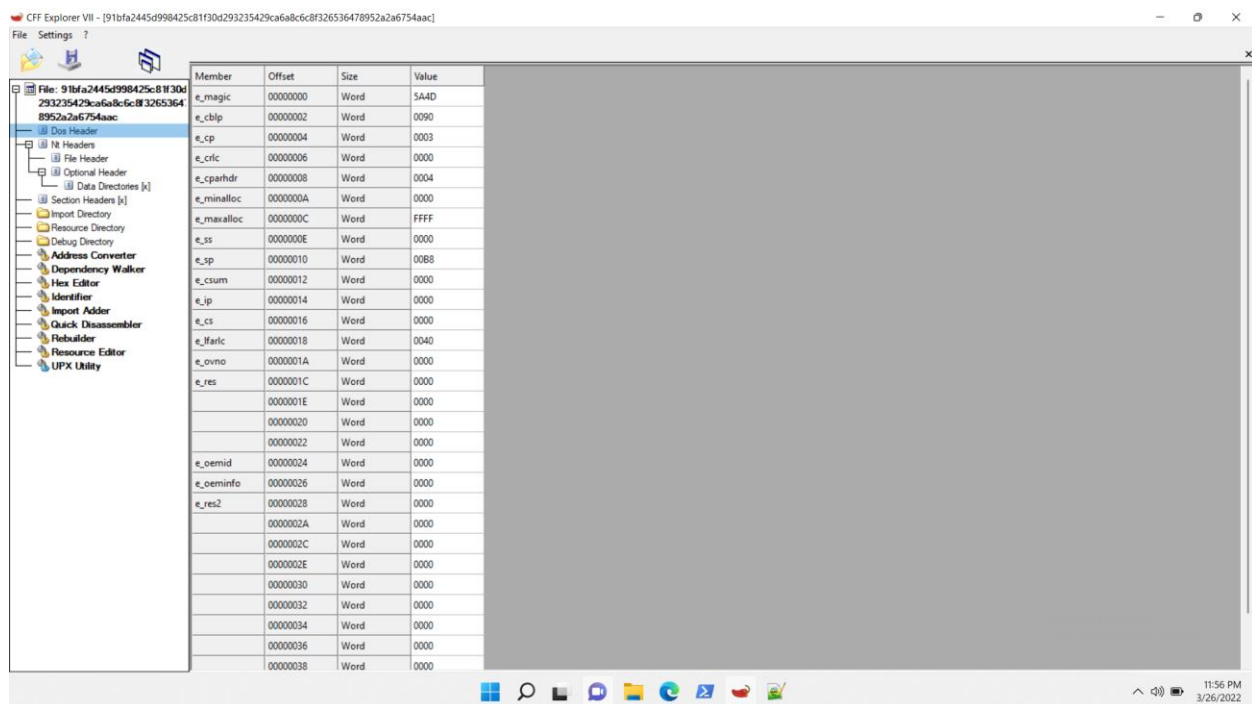 CFF Explorer VII - [91bfa2445d998425c81f30d293235429ca6a8c6c8f326536478952a2a6754aac]
File Settings ?
File: 91bfa2445d998425c81f30d
293235429ca6a8c6c8f3265364
8952a2a6754aac
Dos Header
Nt Headers
File Header
Optional Header
Data Directories [x]
Section Headers [x]
Import Directory
Resource Directory
Debug Directory
Address Converter
Dependency Walker
Hex Editor
Identifier
Import Adder
Quick Disassembler
Rebuilder
Resource Editor
UPX Utility
Member Offset Size Value
e_magic 00000000 Word 5A4D
e_cblp 00000002 Word 0090
e_cp 00000004 Word 0003
e_crlc 00000006 Word 0000
e_cparhdr 00000008 Word 0004
e_minalloc 0000000A Word 0000
e_maxalloc 0000000C Word FFFF
e_ss 0000000E Word 0000
e_sp 00000010 Word 00B8
e_csum 00000012 Word 0000
e_ip 00000014 Word 0000
e_cs 00000016 Word 0000
e_lfarlc 00000018 Word 0040
e_ovno 0000001A Word 0000
e_res 0000001C Word 0000
0000001E Word 0000
00000020 Word 0000
00000022 Word 0000
e_oemid 00000024 Word 0000
e_oeminfo 00000026 Word 0000
e_res2 00000028 Word 0000
0000002A Word 0000
0000002C Word 0000
0000002E Word 0000
00000030 Word 0000
00000032 Word 0000
00000034 Word 0000
00000036 Word 0000
00000038 Word 0000
11:56 PM
3/26/2022